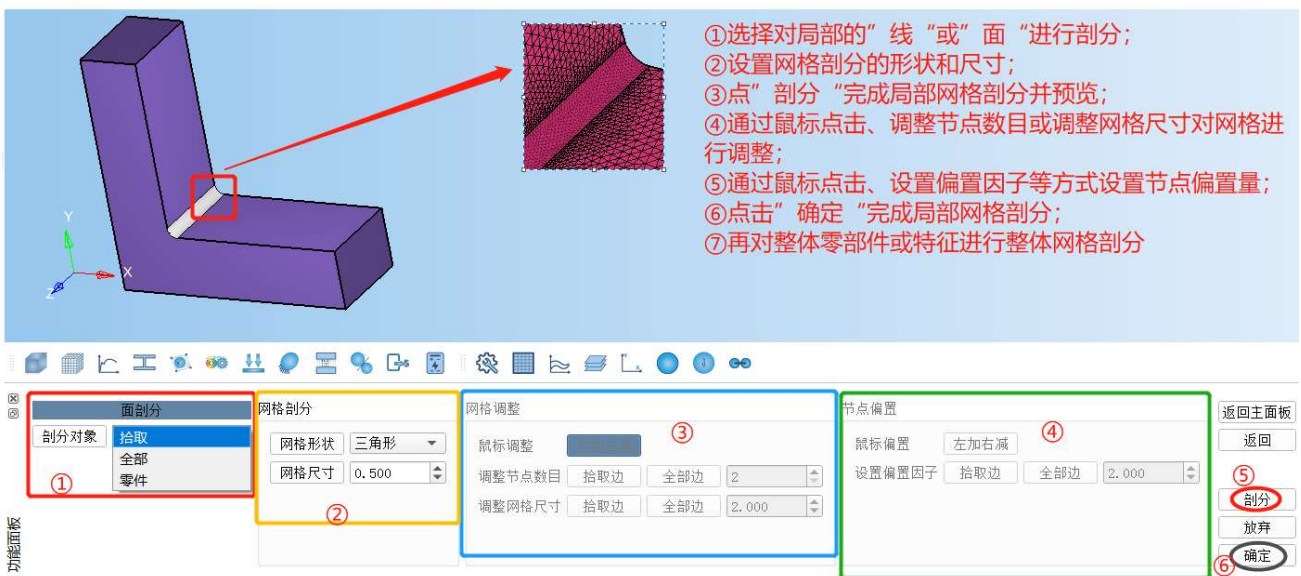 ①选择对局部的”线“或”面“进行剖分；
②设置网格剖分的形状和尺寸；
③点”剖分“完成局部网格剖分并预览；
④通过鼠标点击、调整节点数目或调整网格尺寸对网格进
行调整；
⑤通过鼠标点击、设置偏置因子等方式设置节点偏置量；
⑥点击”确定“完成局部网格剖分；
⑦再对整体零部件或特征进行整体网格剖分
Y
X
Z
面剖分
剖分对象 拾取
全部
零件
①
网格剖分
网格形状 三角形
网格尺寸 0.500
②
网格调整
鼠标调整
③
调整节点数目 拾取边 全部边 2
调整网格尺寸 拾取边 全部边 2.000
节点偏置
鼠标偏置 左加右减 ④
设置偏置因子 拾取边 全部边 2.000
返回主面板
返回
⑤
剖分
放弃
⑥ 确定
功能面板